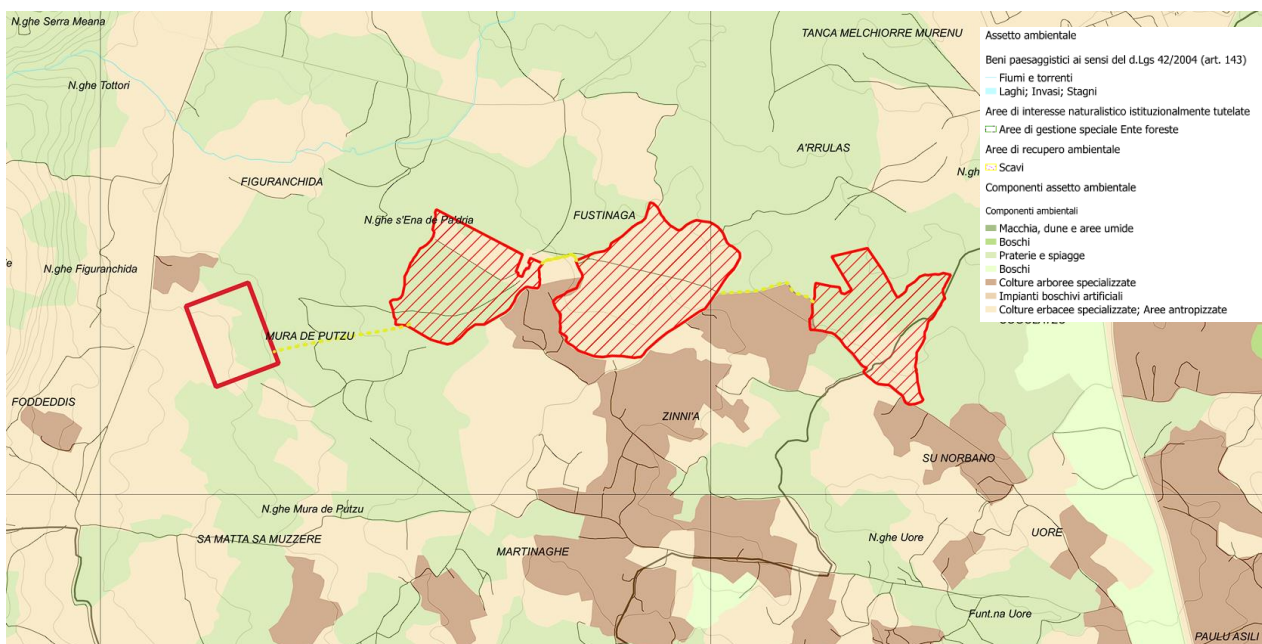 N.ghe Serra Meana
TANCA MELCHIORRE MURENU
N.ghe Tottori
A'RRULAS
FIGURANCHIDA
N.ghe s'Ena de Pa'dria
FUSTINAGA
N.gh
le
N.ghe Figuranchida
MURA DE PUTZU
FODDEDDIS
ZINNI'A
SU NORBANO
N.ghe Mura de Putzu
SA MATTA SA MUZZERE
MARTINAGHE
N.ghe Uore
UORE
Funt.na Uore
PAULU ASILI
Assetto ambientale
Beni paesaggistici ai sensi del d.Lgs 42/2004 (art. 143)
Fiumi e torrenti
Laghi; Invasi; Stagni
Aree di interesse naturalistico istituzionalmente tutelate
Aree di gestione speciale Ente foreste
Aree di recupero ambientale
Scavi
Componenti assetto ambientale
Componenti ambientali
Macchia, dune e aree umide
Boschi
Praterie e spiagge
Boschi
Colture arboree specializzate
Impianti boschivi artificiali
Colture erbacee specializzate; Aree antropizzate